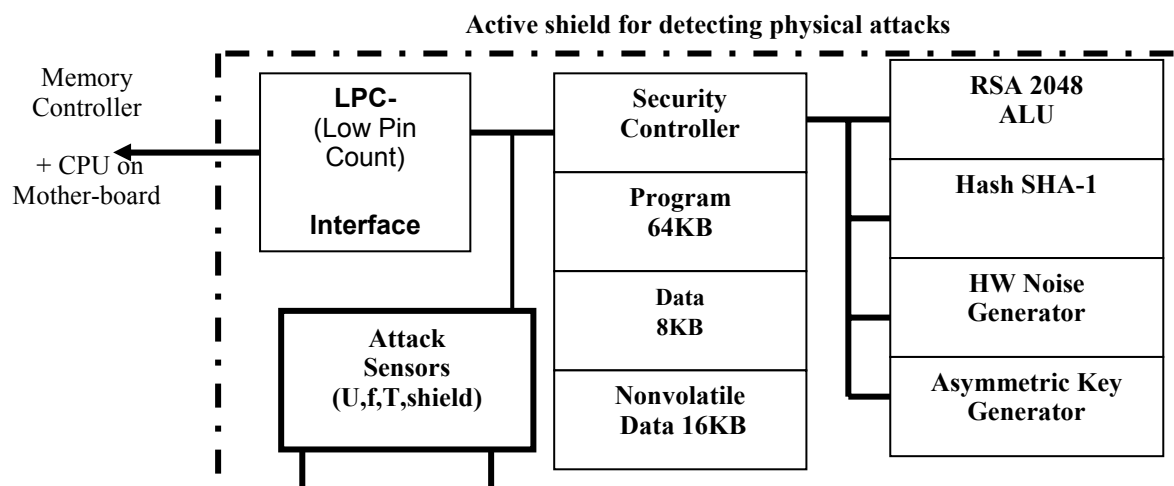 Active shield for detecting physical attacks
Memory
Controller
+ CPU on
Mother-board
LPC-
(Low Pin
Count)
Interface
Attack
Sensors
(U,f,T,shield)
Security
Controller
Program
64KB
Data
8KB
Nonvolatile
Data 16KB
RSA 2048
ALU
Hash SHA-1
HW Noise
Generator
Asymmetric Key
Generator